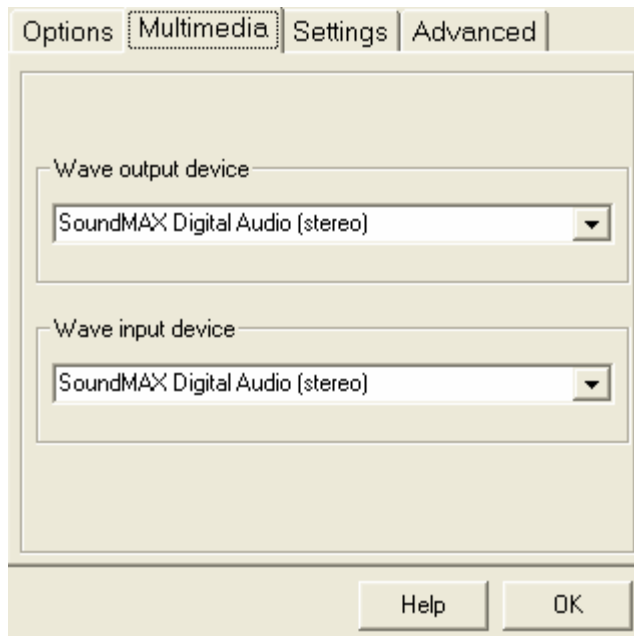 Options Multimedia Settings Advanced
Wave output device
SoundMAX Digital Audio (stereo)
Wave input device
SoundMAX Digital Audio (stereo)
Help OK